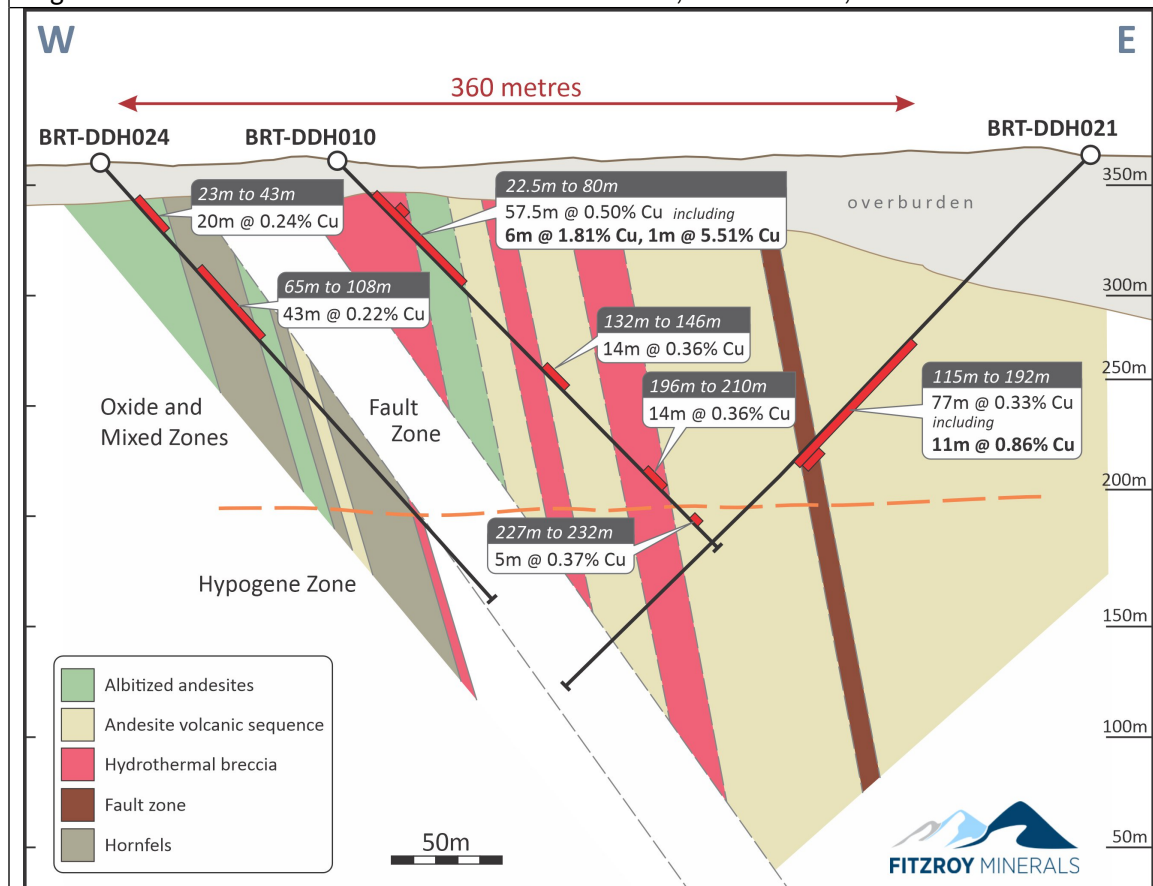 W
E
360 metres
BRT-DDH024
BRT-DDH010
BRT-DDH021
350m
overburden
23m to 43m
20m @ 0.24% Cu
22.5m to 80m
57.5m @ 0.50% Cu including
6m @ 1.81% Cu, 1m @ 5.51% Cu
65m to 108m
43m @ 0.22% Cu
300m
132m to 146m
14m @ 0.36% Cu
250m
196m to 210m
14m @ 0.36% Cu
115m to 192m
77m @ 0.33% Cu
including
11m @ 0.86% Cu
Oxide and
Mixed Zones
Fault
Zone
200m
227m to 232m
5m @ 0.37% Cu
Hypogene Zone
150m
Albitized andesites
Andesite volcanic sequence
Hydrothermal breccia
Fault zone
Hornfels
100m
50m
50m
FITZROY MINERALS